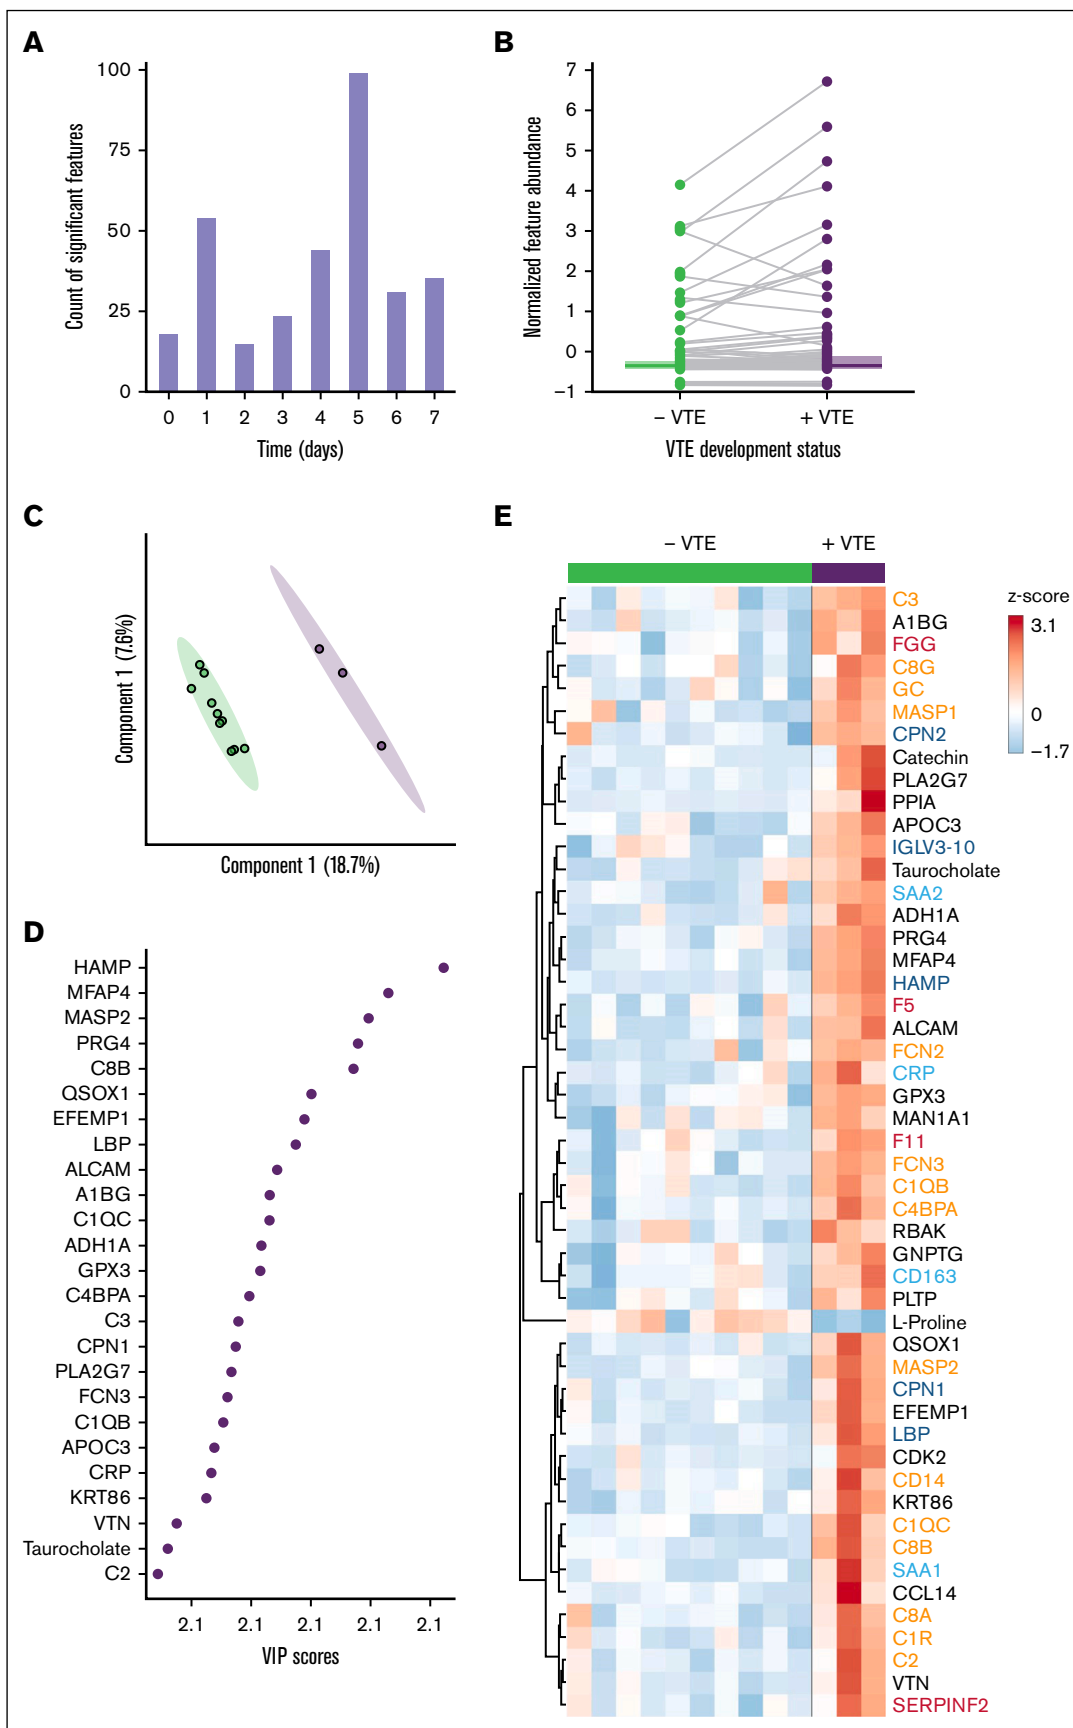 A
Count of significant features
100
75
50
25
0
0 1 2 3 4 5 6 7
Time (days)
B
Normalized feature abundance
7
6
5
4
3
2
1
0
−1
− VTE + VTE
VTE development status
C
Component 1 (7.6%)
Component 1 (18.7%)
D
HAMP
MFAP4
MASP2
PRG4
C8B
QSOX1
EFEMP1
LBP
ALCAM
A1BG
C1QC
ADH1A
GPX3
C4BPA
C3
CPN1
PLA2G7
FCN3
C1QB
APOC3
CRP
KRT86
VTN
Taurocholate
C2
2.1 2.1 2.1 2.1 2.1
VIP scores
E
− VTE + VTE
C3
A1BG
FGG
C8G
GC
MASP1
CPN2
Catechin
PLA2G7
PPIA
APOC3
IGLV3-10
Taurocholate
SAA2
ADH1A
PRG4
MFAP4
HAMP
F5
ALCAM
FCN2
CRP
GPX3
MAN1A1
F11
FCN3
C1QB
C4BPA
RBAK
GNPTG
CD163
PLTP
L-Proline
QSOX1
MASP2
CPN1
EFEMP1
LBP
CDK2
CD14
KRT86
C1QC
C8B
SAA1
CCL14
C8A
C1R
C2
VTN
SERPINF2
z-score
3.1
0
−1.7